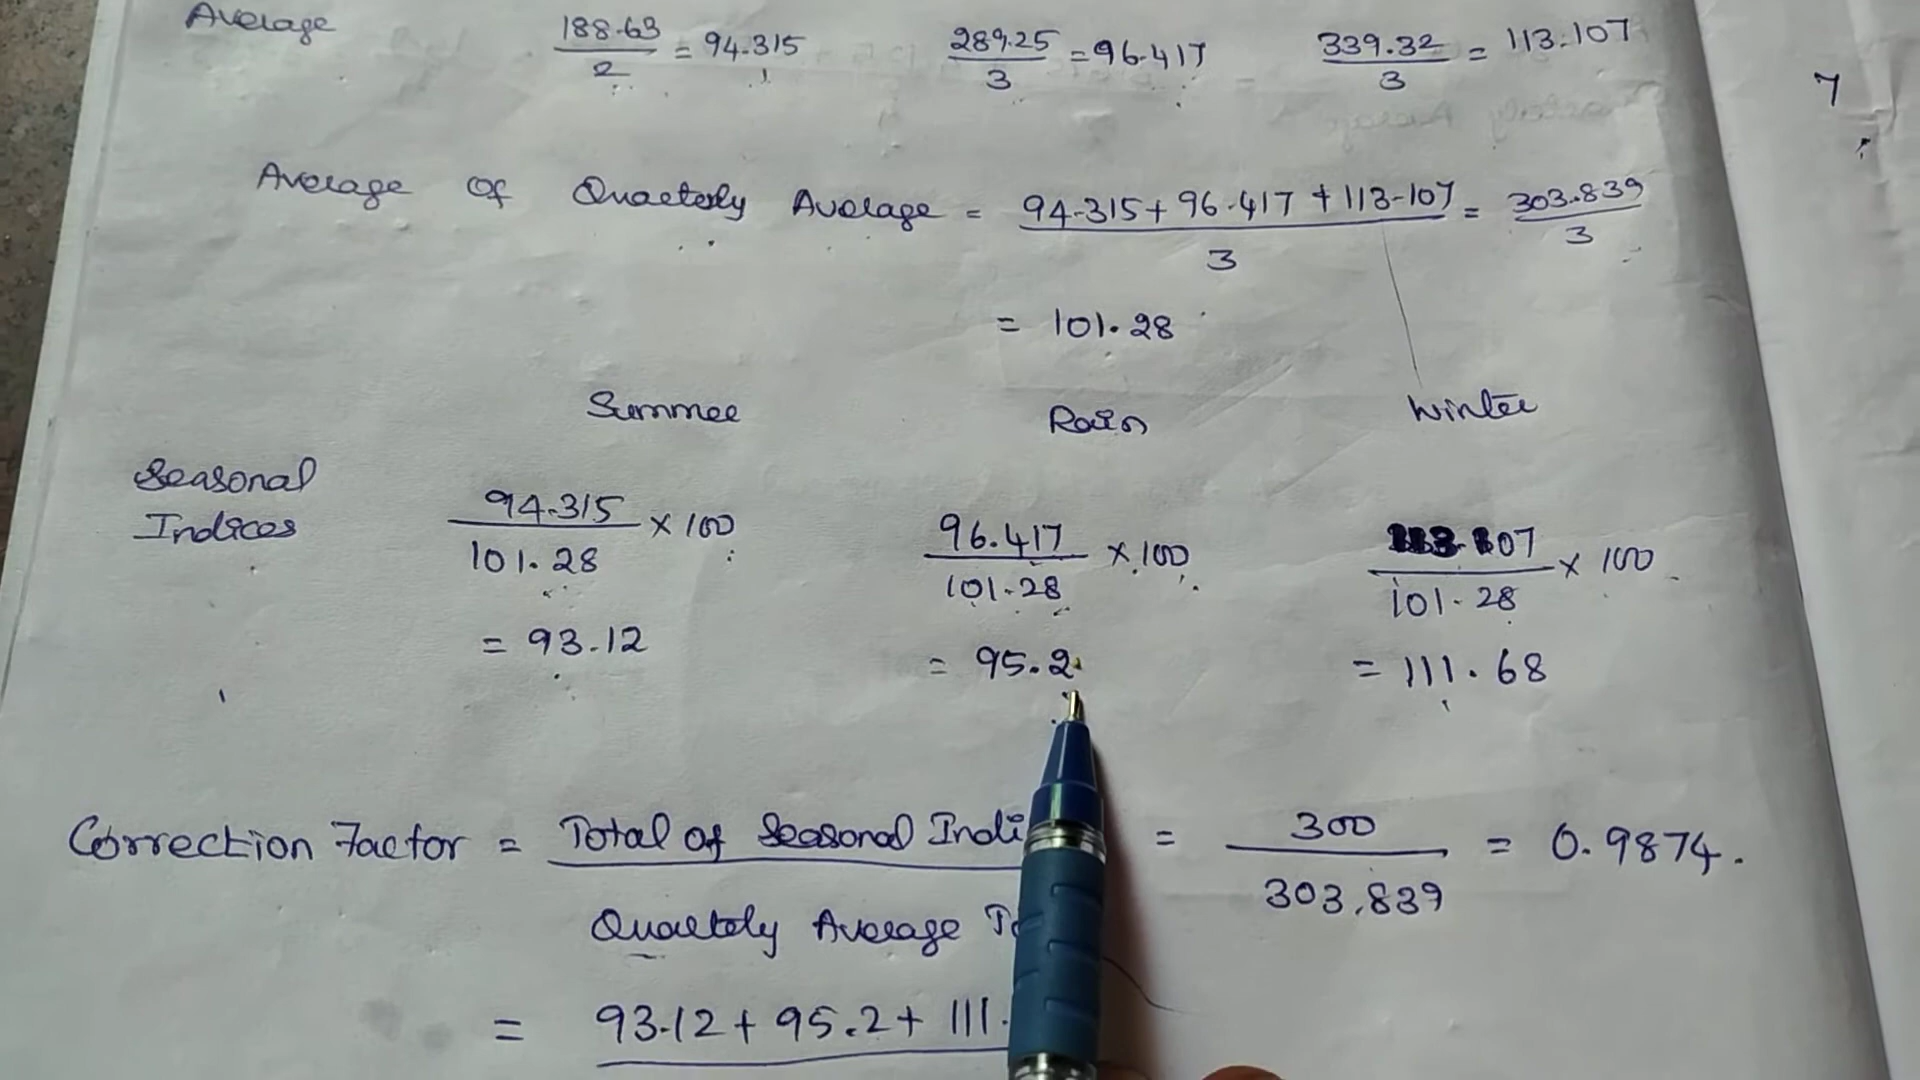 Average 188.63/2 = 94.315 289.25/3 = 96.417 339.32/3 = 113.107
7
Average of Quarterly Average = 94.315 + 96.417 + 113.107 / 3 = 303.839 / 3
= 101.28
Summer Rain Winter
Seasonal Indices 94.315/101.28 × 100 96.417/101.28 × 100 113.107/101.28 × 100
= 93.12 = 95.2 = 111.68
Correction Factor = Total of Seasonal Indi = 300/303.839 = 0.9874.
Quartely Average
= 93.12 + 95.2 + 111.